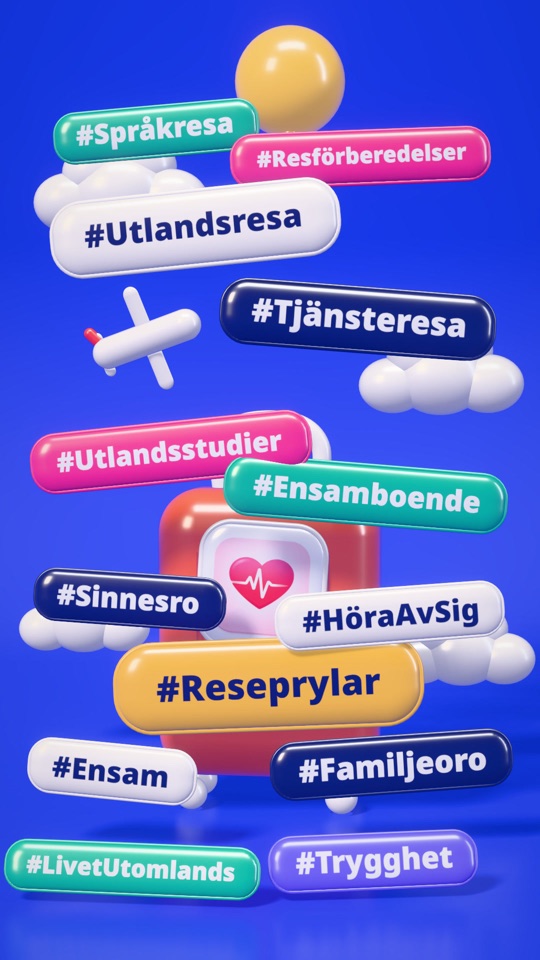 #Språkresa
#Resförberedelser
#Utlandsresa
#Tjänsteresa
#Utlandsstudier
#Ensamboende
#Sinnesro
#HöraAvSig
#Reseprylar
#Ensam
#Familjeoro
#LivetUtomlands
#Trygghet